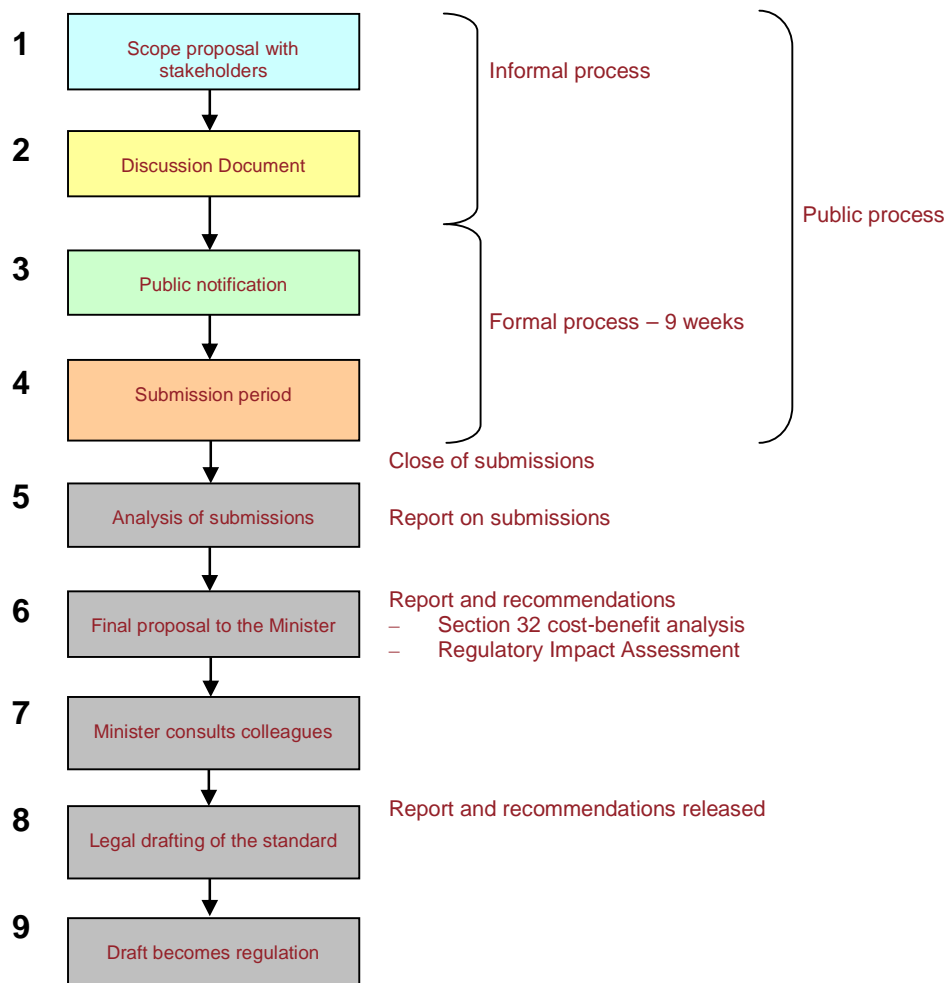 1
Scope proposal with
stakeholders
Informal process
2
Discussion Document
Public process
3
Public notification
Formal process – 9 weeks
4
Submission period
Close of submissions
5
Analysis of submissions
Report on submissions
6
Final proposal to the Minister
Report and recommendations
– Section 32 cost-benefit analysis
– Regulatory Impact Assessment
7
Minister consults colleagues
8
Legal drafting of the standard
Report and recommendations released
9
Draft becomes regulation